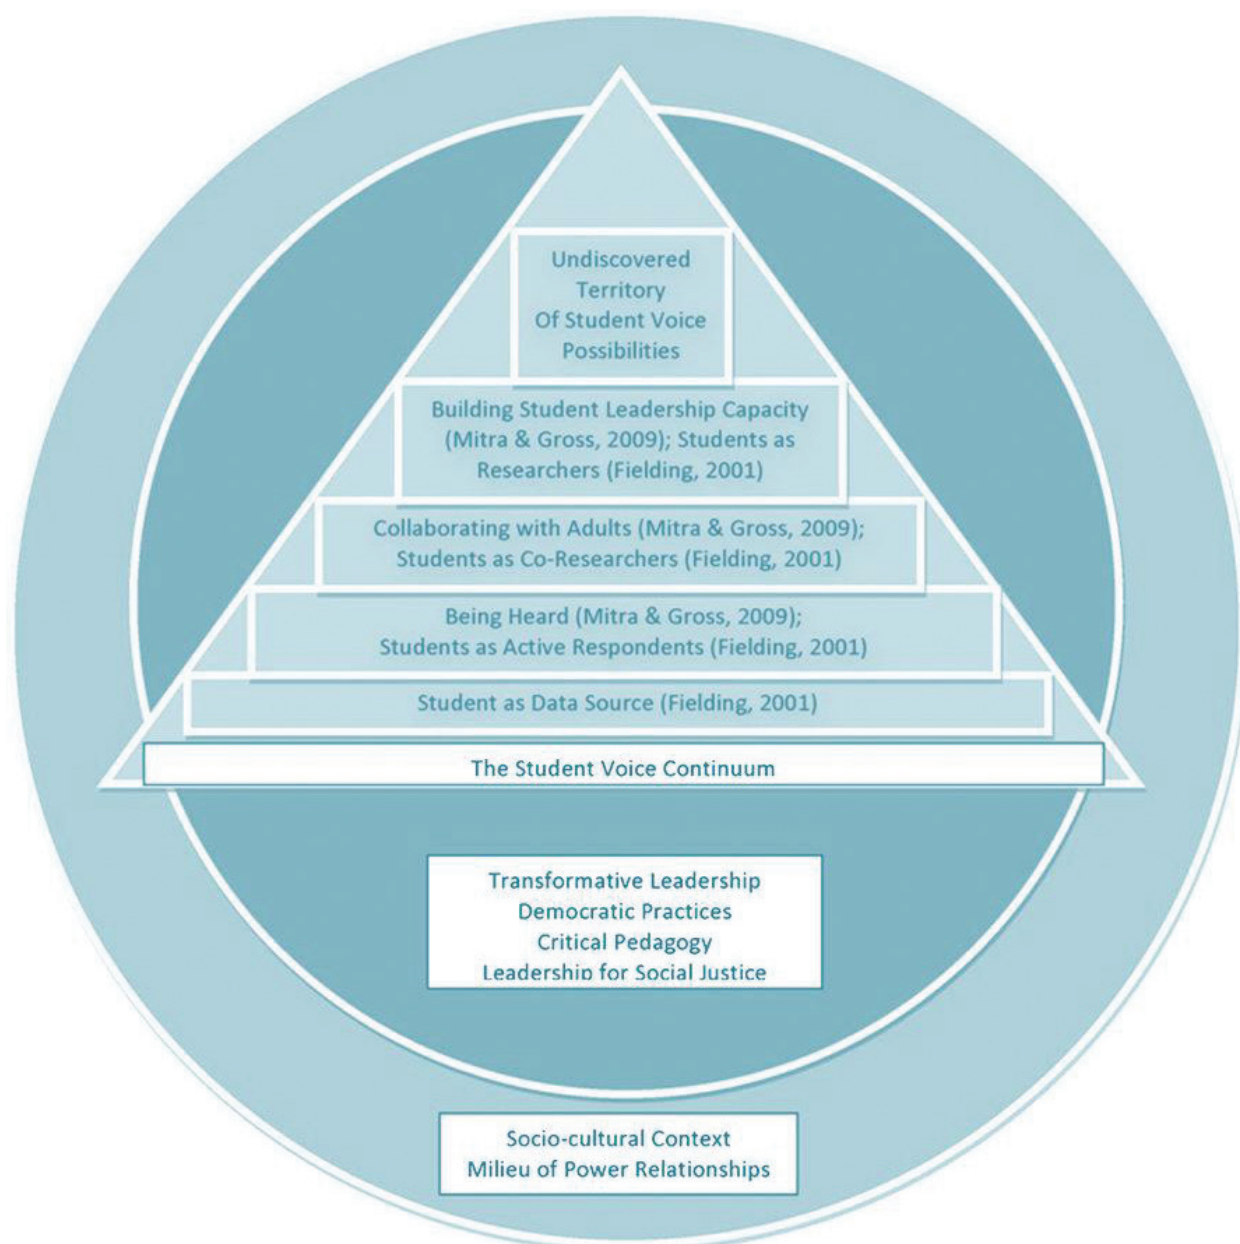 Undiscovered
Territory
Of Student Voice
Possibilities
Building Student Leadership Capacity
(Mitra & Gross, 2009); Students as
Researchers (Fielding, 2001)
Collaborating with Adults (Mitra & Gross, 2009);
Students as Co-Researchers (Fielding, 2001)
Being Heard (Mitra & Gross, 2009);
Students as Active Respondents (Fielding, 2001)
Student as Data Source (Fielding, 2001)
The Student Voice Continuum
Transformative Leadership
Democratic Practices
Critical Pedagogy
Leadership for Social Justice
Socio-cultural Context
Milieu of Power Relationships